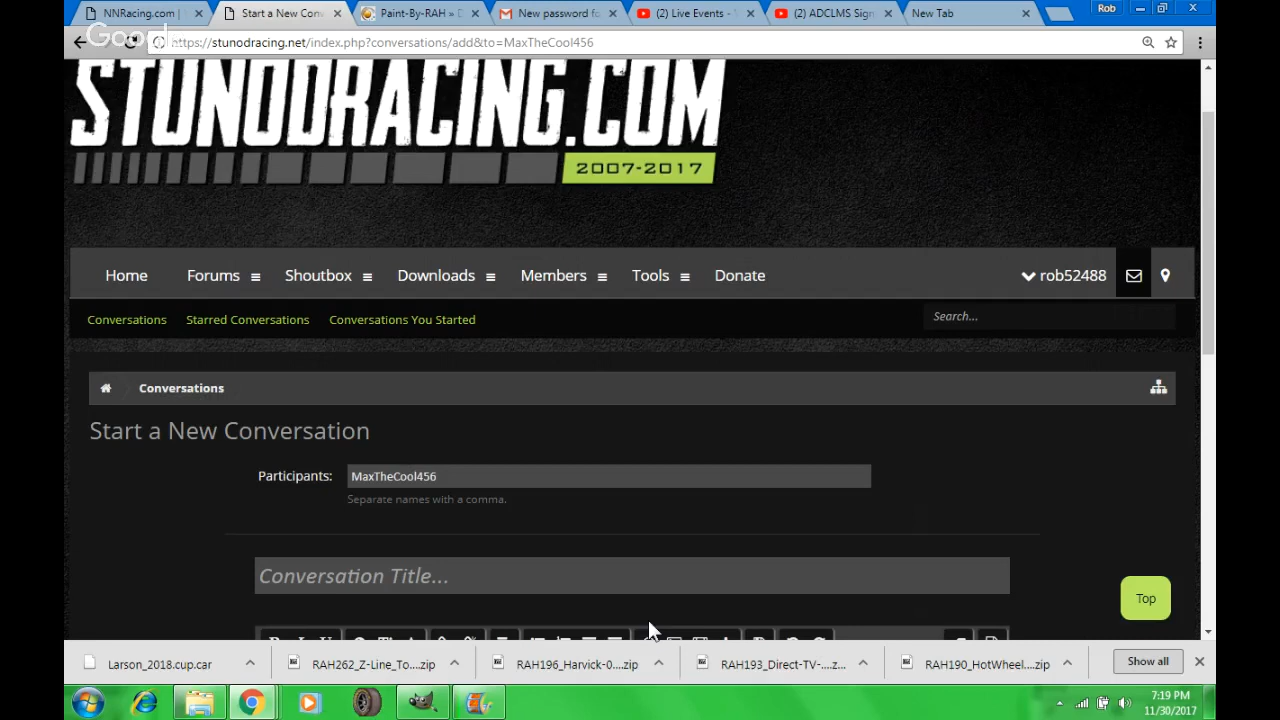 NNRacing.com |
Start a New Conv
Paint-By-RAH » D
New password fo
(2) Live Events - Y
(2) ADCLMS Sign
New Tab
Rob
Good
https://stunodracing.net/index.php?conversations/add&to=MaxTheCool456
STUNODRACING.COM
2007-2017
Home
Forums
Shoutbox
Downloads
Members
Tools
Donate
rob52488
Conversations
Starred Conversations
Conversations You Started
Search...
Conversations
Start a New Conversation
Participants:
MaxTheCool456
Separate names with a comma.
Conversation Title...
Top
Larson_2018.cup.car
RAH262_Z-Line_To....zip
RAH196_Harvick-0....zip
RAH193_Direct-TV-....z...
RAH190_HotWheel....zip
Show all
7:19 PM
11/30/2017